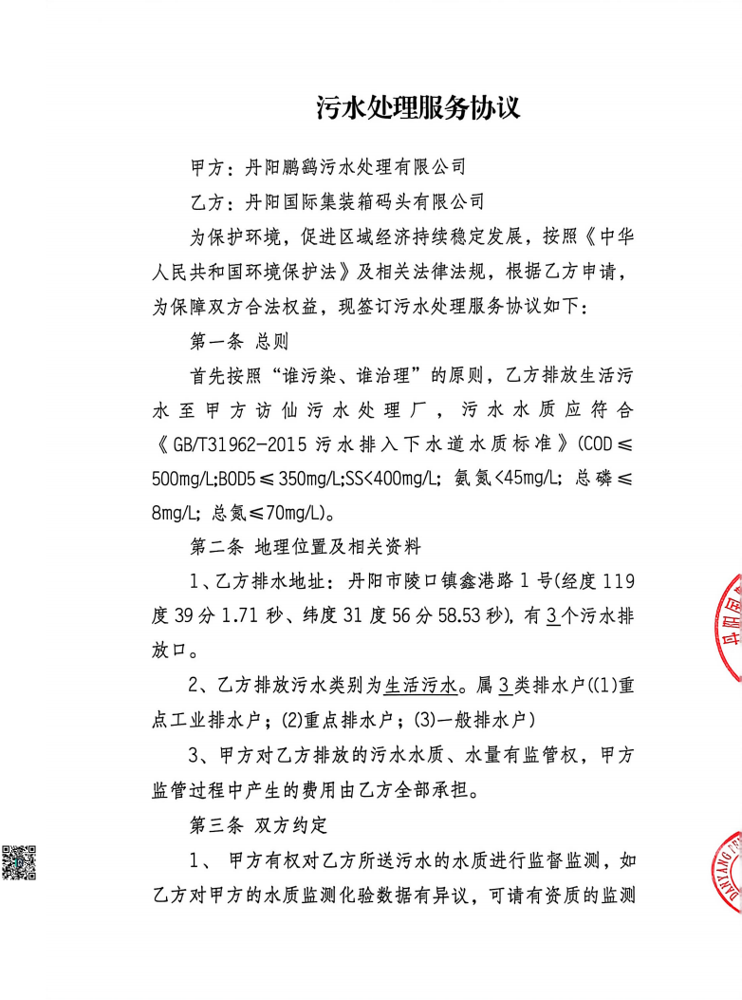 污水处理服务协议
甲方：丹阳鹏鹞污水处理有限公司
乙方：丹阳国际集装箱码头有限公司
为保护环境，促进区域经济持续稳定发展，按照《中华
人民共和国环境保护法》及相关法律法规，根据乙方申请，
为保障双方合法权益，现签订污水处理服务协议如下：
第一条 总则
首先按照“谁污染、谁治理”的原则，乙方排放生活污
水至甲方访仙污水处理厂，污水水质应符合
《GB/T31962-2015 污水排入下水道水质标准》(COD≤
500mg/L;BOD5≤350mg/L;SS<400mg/L; 氨氮<45mg/L; 总磷≤
8mg/L; 总氮≤70mg/L)。
第二条 地理位置及相关资料
1、乙方排水地址： 丹阳市陵口镇鑫港路 1 号(经度 119
度 39 分 1.71 秒、纬度 31 度 56 分 58.53 秒), 有 3 个污水排
放口。
2、乙方排放污水类别为生活污水。属 3 类排水户((1)重
点工业排水户；(2)重点排水户；(3)一般排水户)
3、甲方对乙方排放的污水水质、水量有监管权，甲方
监管过程中产生的费用由乙方全部承担。
第三条 双方约定
1、 甲方有权对乙方所送污水的水质进行监督监测，如
乙方对甲方的水质监测化验数据有异议，可请有资质的监测
丹阳国
DANYANG